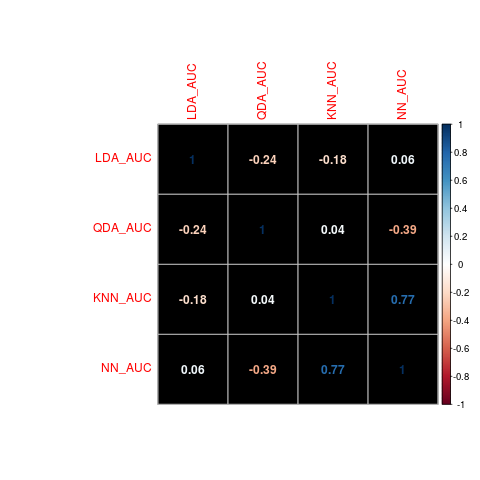 LDA_AUC QDA_AUC KNN_AUC NN_AUC
LDA_AUC 1 -0.24 -0.18 0.06
QDA_AUC -0.24 1 0.04 -0.39
KNN_AUC -0.18 0.04 1 0.77
NN_AUC 0.06 -0.39 0.77 1
1
0.8
0.6
0.4
0.2
0
-0.2
-0.4
-0.6
-0.8
-1